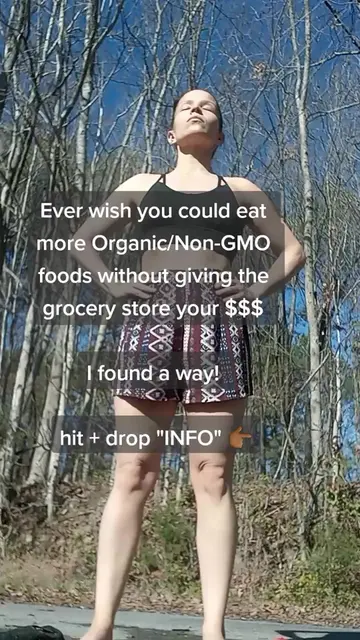 Ever wish you could eat
more Organic/Non-GMO
foods without giving the
grocery store your $$$
I found a way!
hit + drop "INFO" 👉